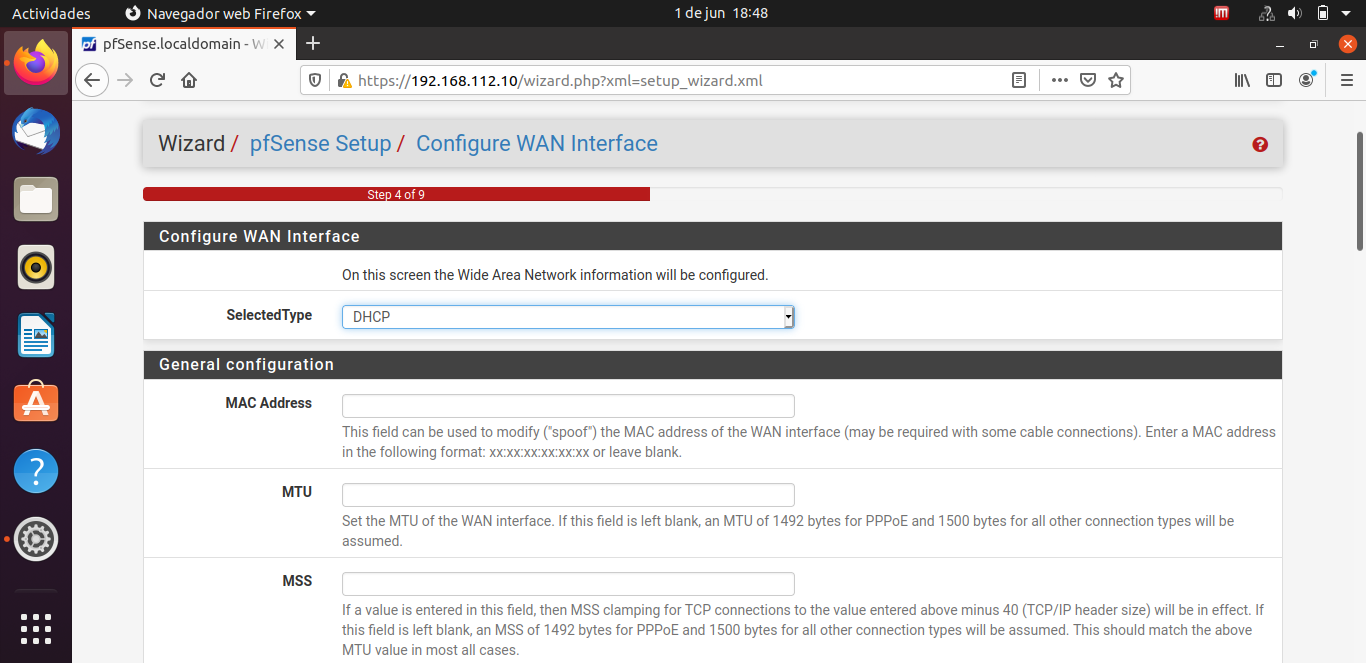 Actividades
Navegador web Firefox
1 de jun 18:48
pfSense.localdomain - W
https://192.168.112.10/wizard.php?xml=setup_wizard.xml
Wizard / pfSense Setup / Configure WAN Interface
Step 4 of 9
Configure WAN Interface
On this screen the Wide Area Network information will be configured.
SelectedType
DHCP
General configuration
MAC Address
This field can be used to modify ("spoof") the MAC address of the WAN interface (may be required with some cable connections). Enter a MAC address
in the following format: xx:xx:xx:xx:xx:xx or leave blank.
MTU
Set the MTU of the WAN interface. If this field is left blank, an MTU of 1492 bytes for PPPoE and 1500 bytes for all other connection types will be
assumed.
MSS
If a value is entered in this field, then MSS clamping for TCP connections to the value entered above minus 40 (TCP/IP header size) will be in effect. If
this field is left blank, an MSS of 1492 bytes for PPPoE and 1500 bytes for all other connection types will be assumed. This should match the above
MTU value in most all cases.